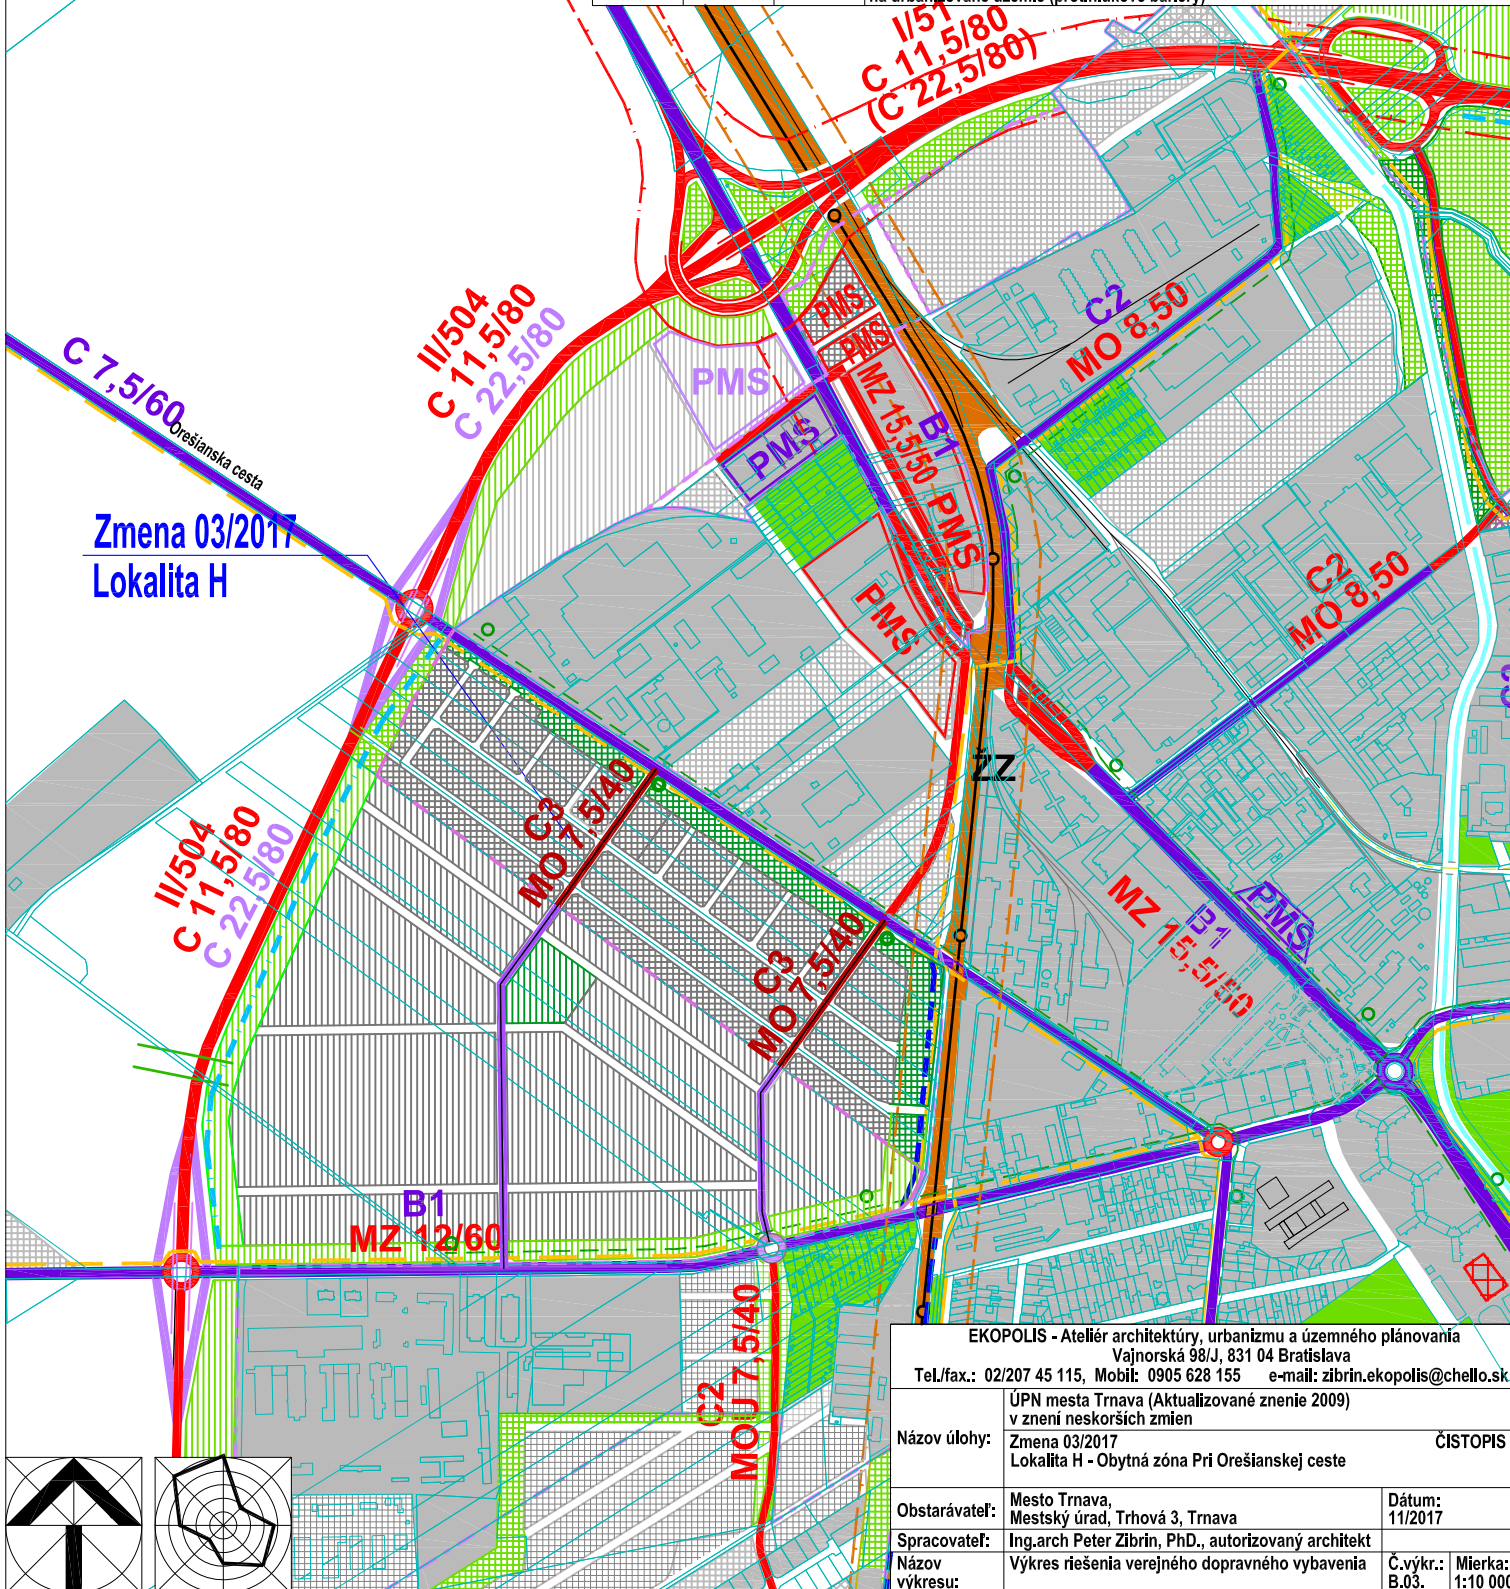 na urbanizované územie (protihlukové bariéry)
I/51
C 11,5/80
(C 22,5/80)
II/504
C 11,5/80
C 22,5/80
C 7,5/60
Orešianska cesta
Zmena 03/2017
Lokalita H
PMS
PMS
PMS
PMS
MZ 15,5/50
B1
PMS
PMS
C2
MO 8,50
C2
MO 8,50
ŽZ
C3
MO 7,5/40
C3
MO 7,5/40
II/504
C 11,5/80
C 22,5/80
PMS
B1
MZ 15,5/50
B1
MZ 12/60
C2
MOU 7,5/40
EKOPOLIS - Ateliér architektúry, urbanizmu a územného plánovania
Vajnorská 98/J, 831 04 Bratislava
Tel./fax.: 02/207 45 115, Mobil: 0905 628 155 e-mail: zibrin.ekopolis@chello.sk
Názov úlohy:
ÚPN mesta Trnava (Aktualizované znenie 2009)
v znení neskorších zmien
Zmena 03/2017 ČISTOPIS
Lokalita H - Obytná zóna Pri Orešianskej ceste
Obstarávateľ:
Mesto Trnava,
Mestský úrad, Trhová 3, Trnava
Dátum:
11/2017
Spracovateľ: Ing.arch Peter Zibrin, PhD., autorizovaný architekt
Názov
výkresu:
Výkres riešenia verejného dopravného vybavenia
Č.výkr.:
B.03.
Mierka:
1:10 000